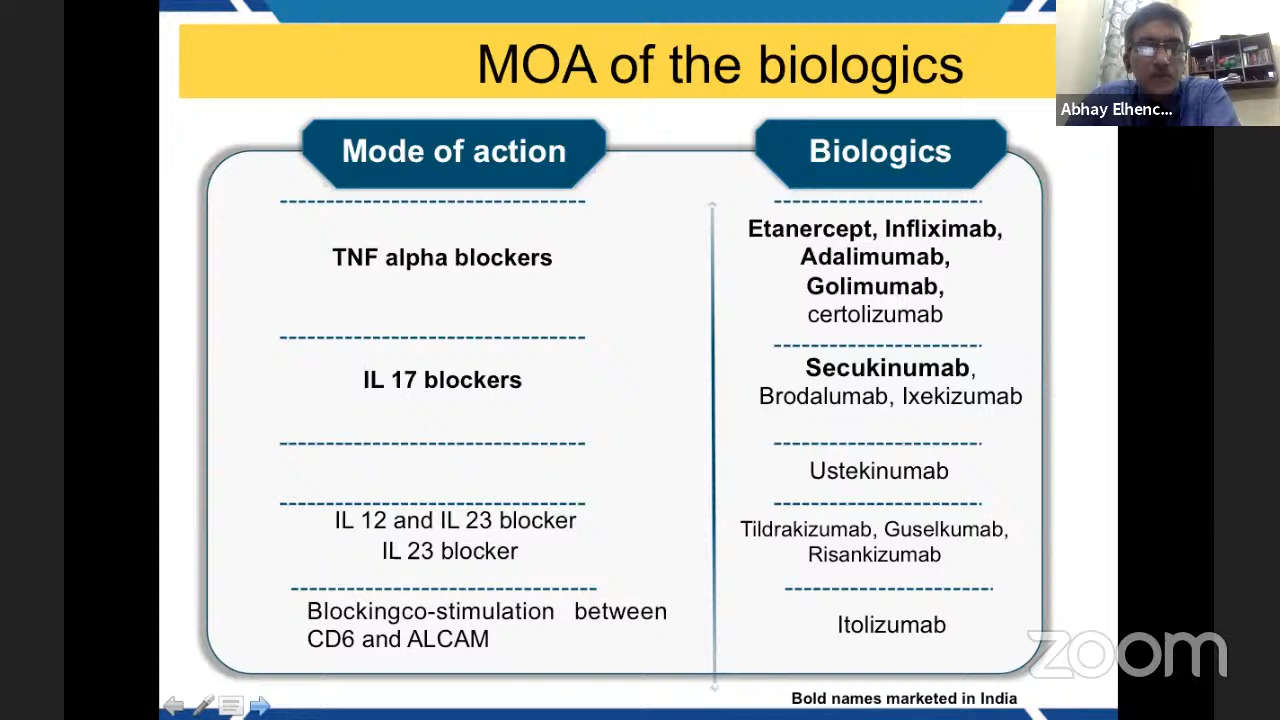 MOA of the biologics
Abhay Elhenc...
Mode of action
Biologics
TNF alpha blockers
Etanercept, Infliximab,
Adalimumab,
Golimumab,
certolizumab
IL 17 blockers
Secukinumab,
Brodalumab, Ixekizumab
Ustekinumab
IL 12 and IL 23 blocker
IL 23 blocker
Tildrakizumab, Guselkumab,
Risankizumab
Blockingco-stimulation between
CD6 and ALCAM
Itolizumab
zoom
Bold names marketed in India